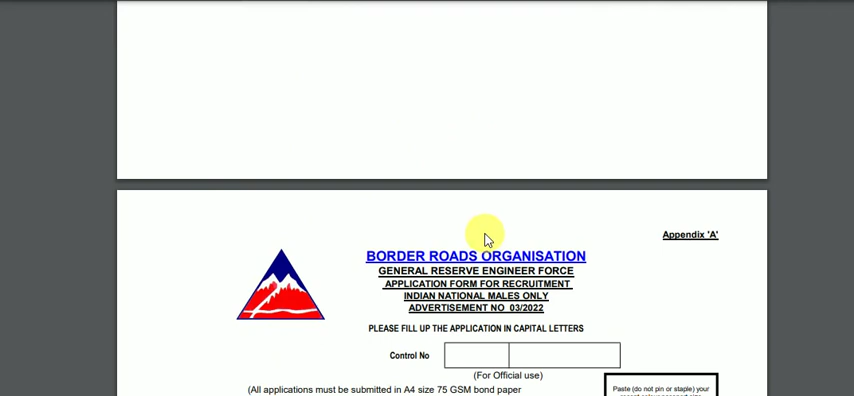 Appendix 'A'
BORDER ROADS ORGANISATION
GENERAL RESERVE ENGINEER FORCE
APPLICATION FORM FOR RECRUITMENT
INDIAN NATIONAL MALES ONLY
ADVERTISEMENT NO 03/2022
PLEASE FILL UP THE APPLICATION IN CAPITAL LETTERS
Control No
(For Official use)
(All applications must be submitted in A4 size 75 GSM bond paper
Paste (do not pin or staple) your